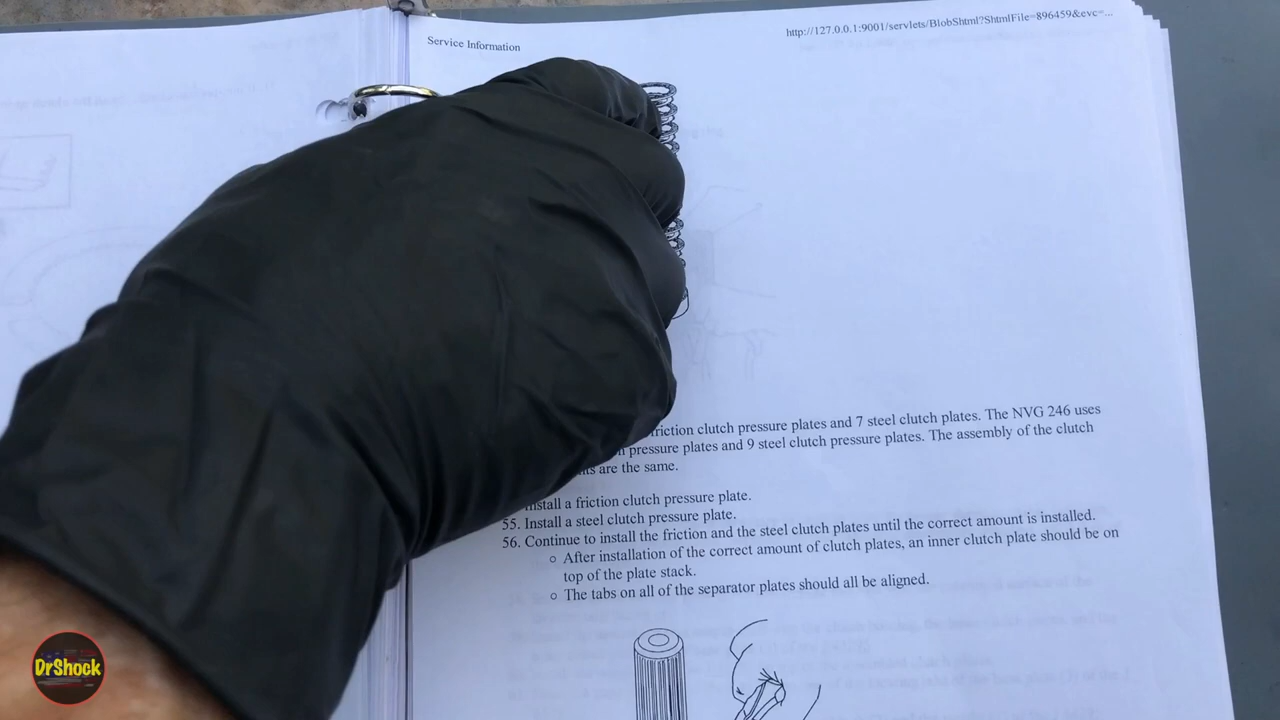 Service Information
http://127.0.0.1:9001/servlets/BlobShtml?ShtmlFile=896459&evc=...
friction clutch pressure plates and 7 steel clutch plates. The NVG 246 uses
pressure plates and 9 steel clutch pressure plates. The assembly of the clutch
are the same.
Install a friction clutch pressure plate.
55. Install a steel clutch pressure plate.
56. Continue to install the friction and the steel clutch plates until the correct amount is installed.
○ After installation of the correct amount of clutch plates, an inner clutch plate should be on
top of the plate stack.
○ The tabs on all of the separator plates should all be aligned.
DrShock